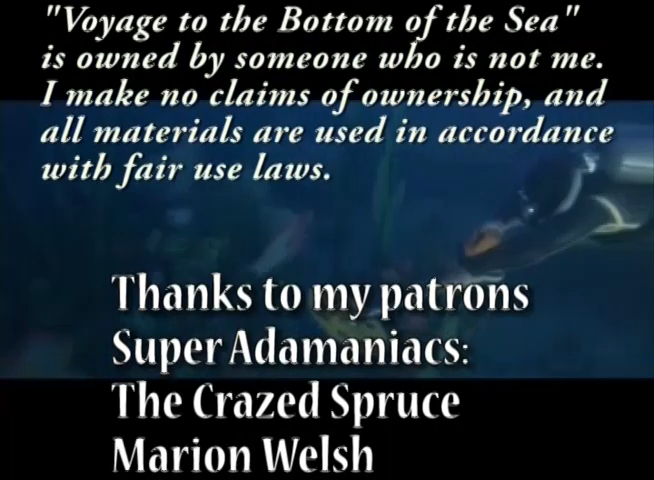 "Voyage to the Bottom of the Sea"
is owned by someone who is not me.
I make no claims of ownership, and
all materials are used in accordance
with fair use laws.
Thanks to my patrons
Super Adamaniacs:
The Crazed Spruce
Marion Welsh